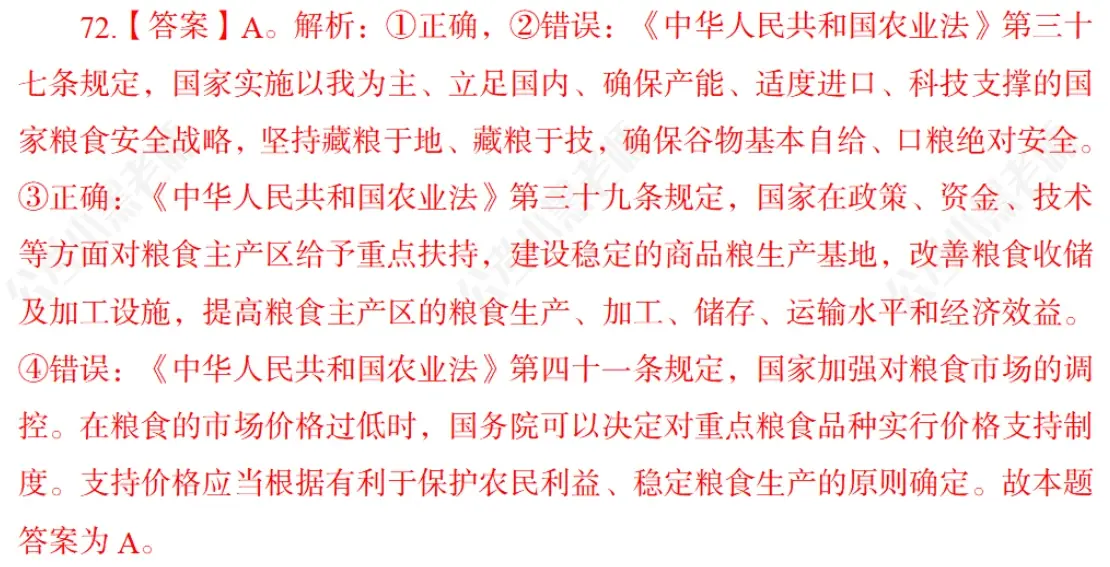 72.【答案】A。解析：①正确，②错误：《中华人民共和国农业法》第三十
七条规定，国家实施以我为主、立足国内、确保产能、适度进口、科技支撑的国
家粮食安全战略，坚持藏粮于地、藏粮于技，确保谷物基本自给、口粮绝对安全。
③正确：《中华人民共和国农业法》第三十九条规定，国家在政策、资金、技术
等方面对粮食主产区给予重点扶持，建设稳定的商品粮生产基地，改善粮食收储
及加工设施，提高粮食主产区的粮食生产、加工、储存、运输水平和经济效益。
④错误：《中华人民共和国农业法》第四十一条规定，国家加强对粮食市场的调
控。在粮食的市场价格过低时，国务院可以决定对重点粮食品种实行价格支持制
度。支持价格应当根据有利于保护农民利益、稳定粮食生产的原则确定。故本题
答案为 A。